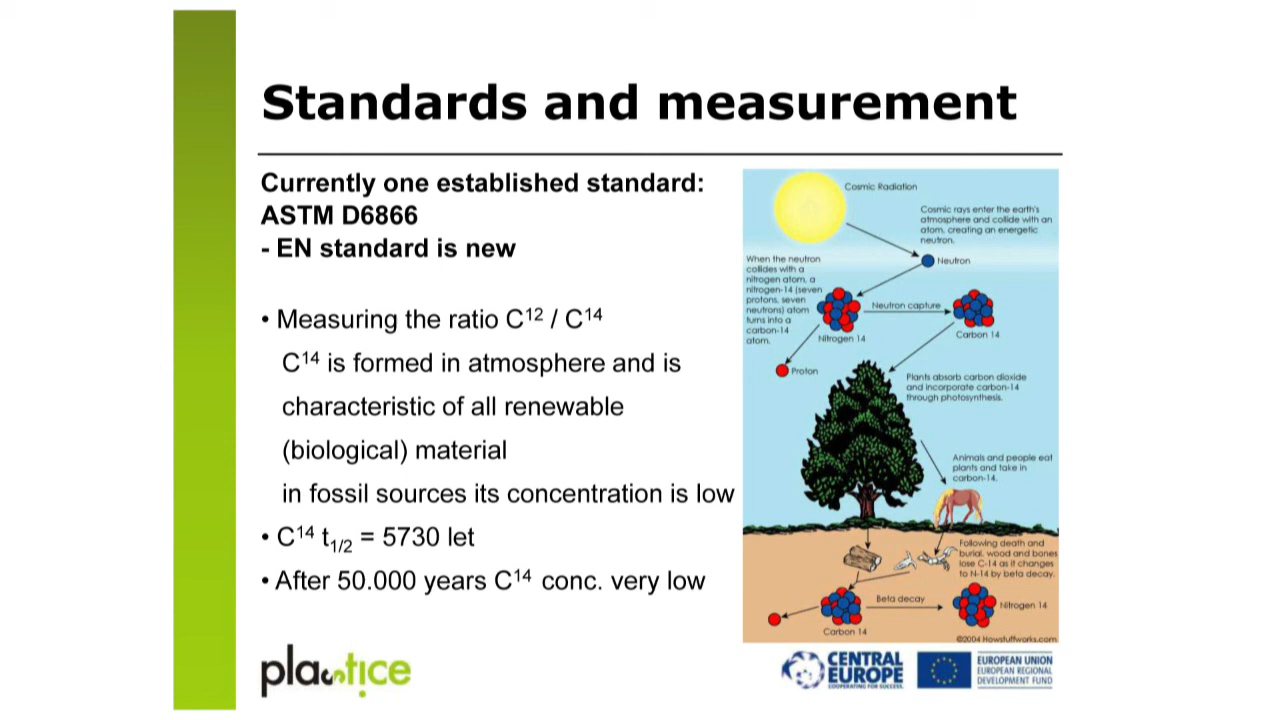 Standards and measurement
Currently one established standard:
ASTM D6866
- EN standard is new
• Measuring the ratio C¹² / C¹⁴
C¹⁴ is formed in atmosphere and is
characteristic of all renewable
(biological) material
in fossil sources its concentration is low
• C¹⁴ t₁/₂ = 5730 let
• After 50.000 years C¹⁴ conc. very low
Cosmic Radiation
Cosmic rays enter the earth's
atmosphere and collide with an
atom, creating an energetic
neutron.
Neutron
When the neutron
collides with a
nitrogen atom, a
nitrogen-14 (seven
protons, seven
neutrons) atom
turns into a
carbon-14
atom.
Neutron capture
Nitrogen 14
Carbon 14
Proton
Plants absorb carbon dioxide
and incorporate carbon-14
through photosynthesis.
Animals and people eat
plants and take in
carbon-14.
Following death and
burial, wood and bones
lose C-14 as it changes
to N-14 by beta decay.
Beta decay
Nitrogen 14
Carbon 14
©2004 Howstuffworks.com
plastice
CENTRAL
EUROPE
COOPERATING FOR SUCCESS.
EUROPEAN UNION
EUROPEAN REGIONAL
DEVELOPMENT FUND